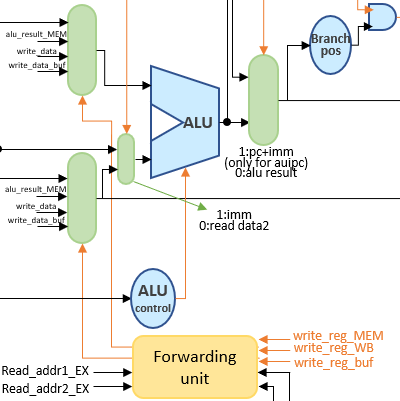 alu_result_MEM
write_data
write_data_buf
Branch
pos
ALU
1:pc+imm
(only for auipc)
0:alu result
alu_result_MEM
write_data
write_data_buf
1:imm
0:read data2
ALU
control
Forwarding
unit
write_reg_MEM
write_reg_WB
write_reg_buf
Read_addr1_EX
Read_addr2_EX